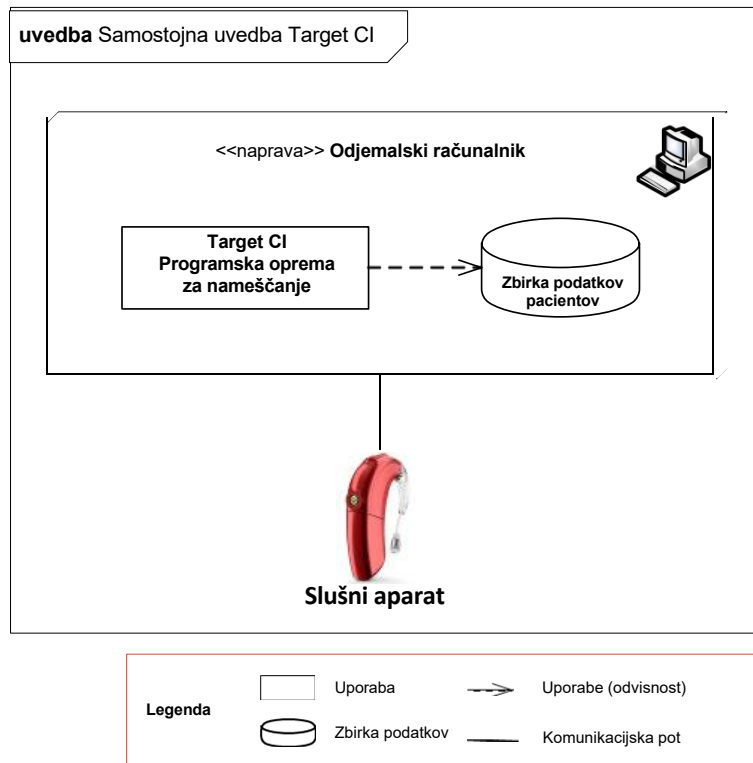 uvedba Samostojna uvedba Target CI
<<naprava>> Odjemalski računalnik
Target CI
Programska oprema
za nameščanje
Zbirka podatkov
pacientov
Slušni aparat
Legenda
Uporaba
Uporabe (odvisnost)
Zbirka podatkov
Komunikacijska pot